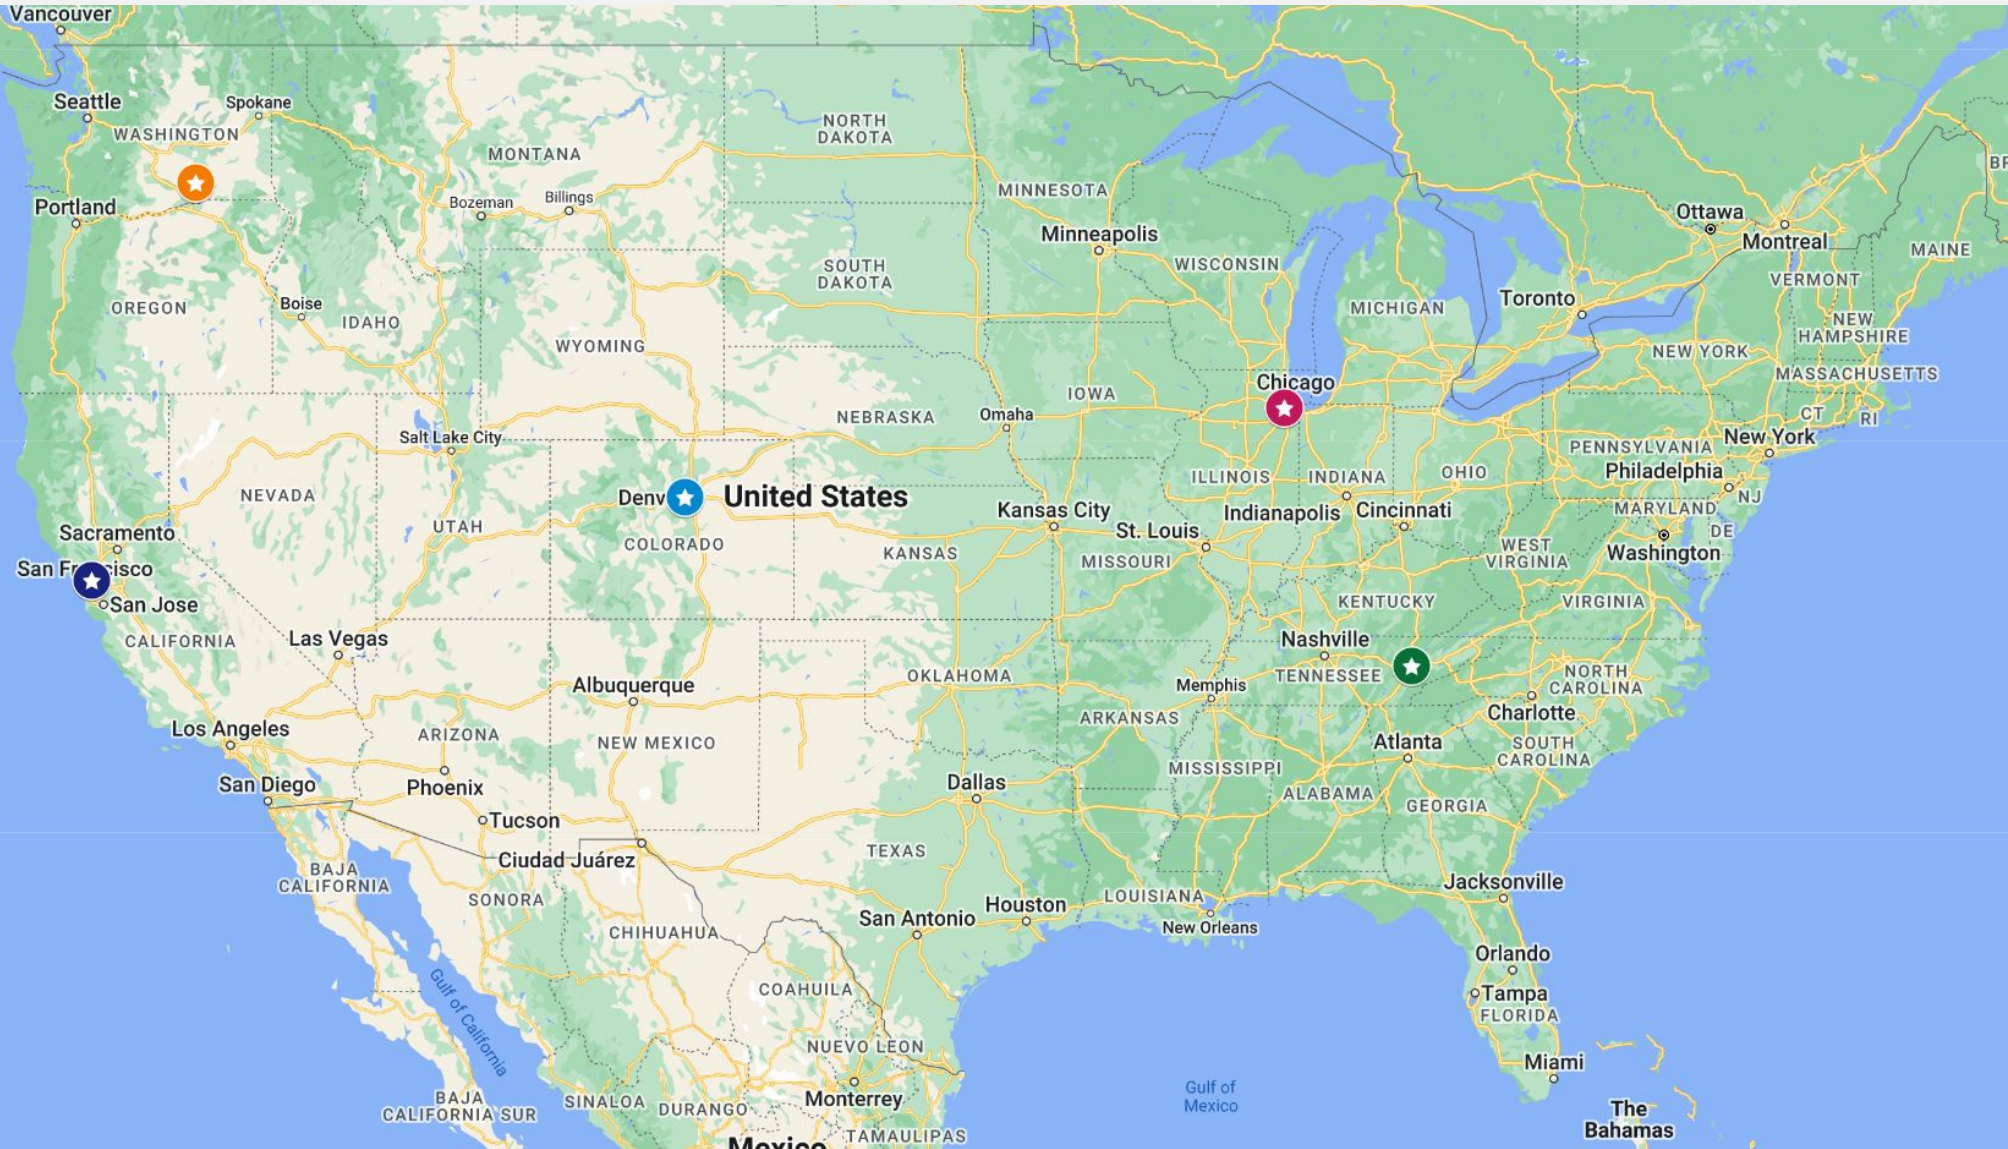 Vancouver
Seattle
Spokane
WASHINGTON
NORTH
DAKOTA
MONTANA
Portland
Bozeman
Billings
MINNESOTA
Ottawa
Montreal
Minneapolis
WISCONSIN
MAINE
SOUTH
DAKOTA
VERMONT
OREGON
Boise
IDAHO
MICHIGAN
Toronto
NEW
HAMPSHIRE
WYOMING
NEW YORK
MASSACHUSETTS
Chicago
IOWA
NEBRASKA
Omaha
CT
RI
Salt Lake City
PENNSYLVANIA
New York
ILLINOIS
INDIANA
OHIO
Philadelphia
NEVADA
Denv
United States
NJ
Kansas City
Indianapolis
Cincinnati
MARYLAND
UTAH
Sacramento
St. Louis
DE
COLORADO
KANSAS
MISSOURI
WEST
VIRGINIA
Washington
San Fr
cisco
San Jose
KENTUCKY
VIRGINIA
CALIFORNIA
Las Vegas
Nashville
Albuquerque
OKLAHOMA
Memphis
TENNESSEE
NORTH
CAROLINA
Los Angeles
ARIZONA
NEW MEXICO
ARKANSAS
Charlotte
Atlanta
SOUTH
CAROLINA
MISSISSIPPI
San Diego
Phoenix
Dallas
ALABAMA
GEORGIA
Tucson
Ciudad Juárez
TEXAS
BAJA
CALIFORNIA
SONORA
Jacksonville
LOUISIANA
Houston
San Antonio
New Orleans
CHIHUAHUA
Orlando
COAHUILA
Tampa
FLORIDA
Gulf of California
NUEVO LEON
Miami
Gulf of
Mexico
BAJA
CALIFORNIA SUR
SINALOA
DURANGO
Monterrey
The
Bahamas
TAMAULIPAS
Mexico